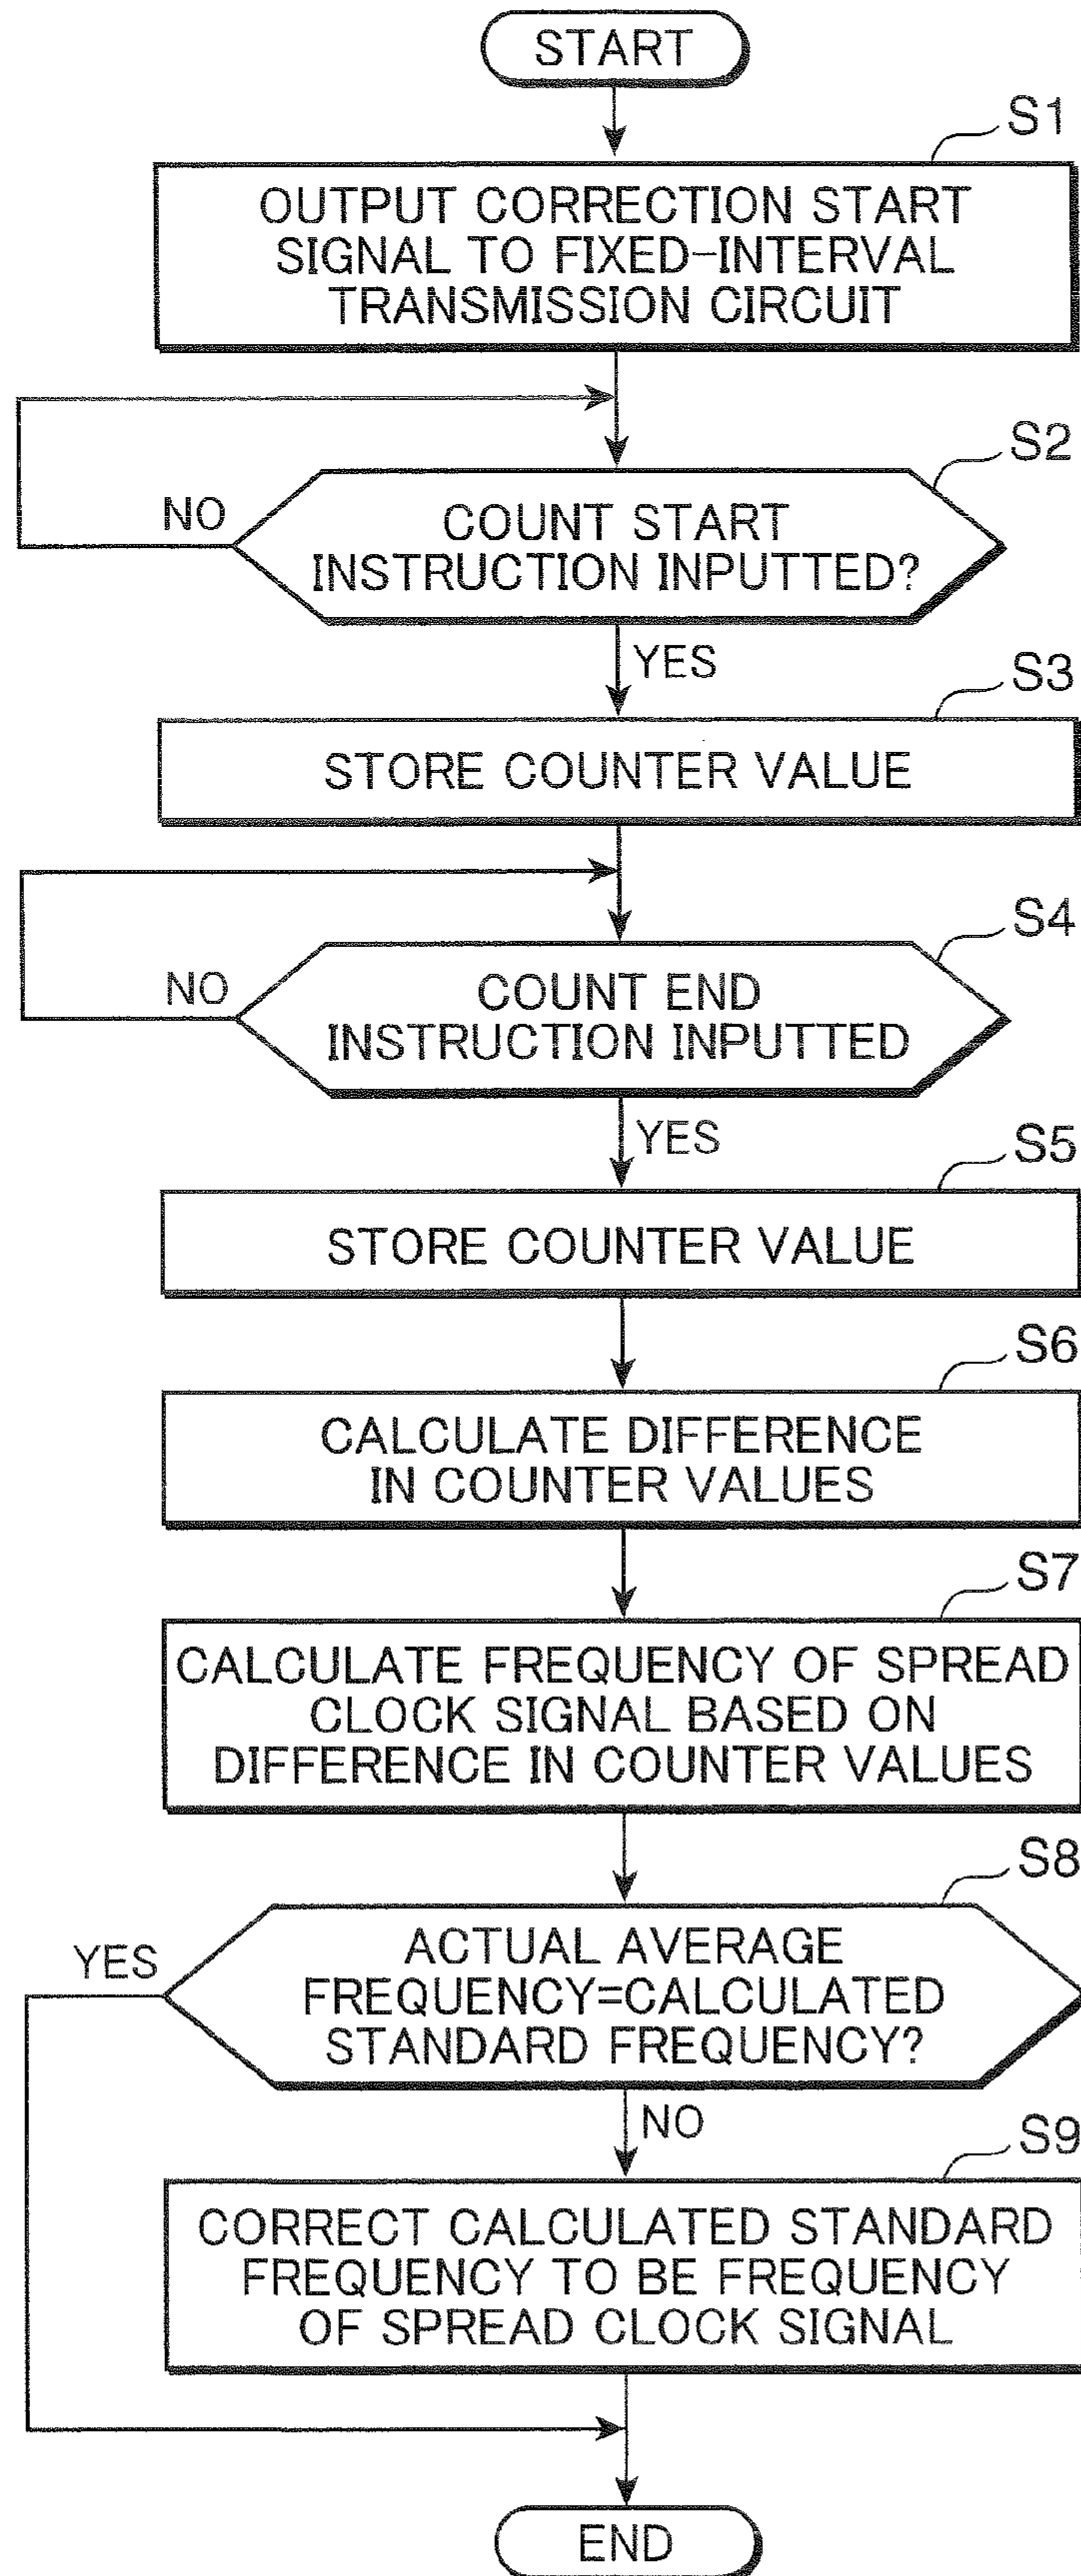 START
S1
OUTPUT CORRECTION START
SIGNAL TO FIXED-INTERVAL
TRANSMISSION CIRCUIT
S2
NO
COUNT START
INSTRUCTION INPUTTED?
YES
S3
STORE COUNTER VALUE
S4
NO
COUNT END
INSTRUCTION INPUTTED
YES
S5
STORE COUNTER VALUE
S6
CALCULATE DIFFERENCE
IN COUNTER VALUES
S7
CALCULATE FREQUENCY OF SPREAD
CLOCK SIGNAL BASED ON
DIFFERENCE IN COUNTER VALUES
S8
YES
ACTUAL AVERAGE
FREQUENCY=CALCULATED
STANDARD FREQUENCY?
NO
S9
CORRECT CALCULATED STANDARD
FREQUENCY TO BE FREQUENCY
OF SPREAD CLOCK SIGNAL
END